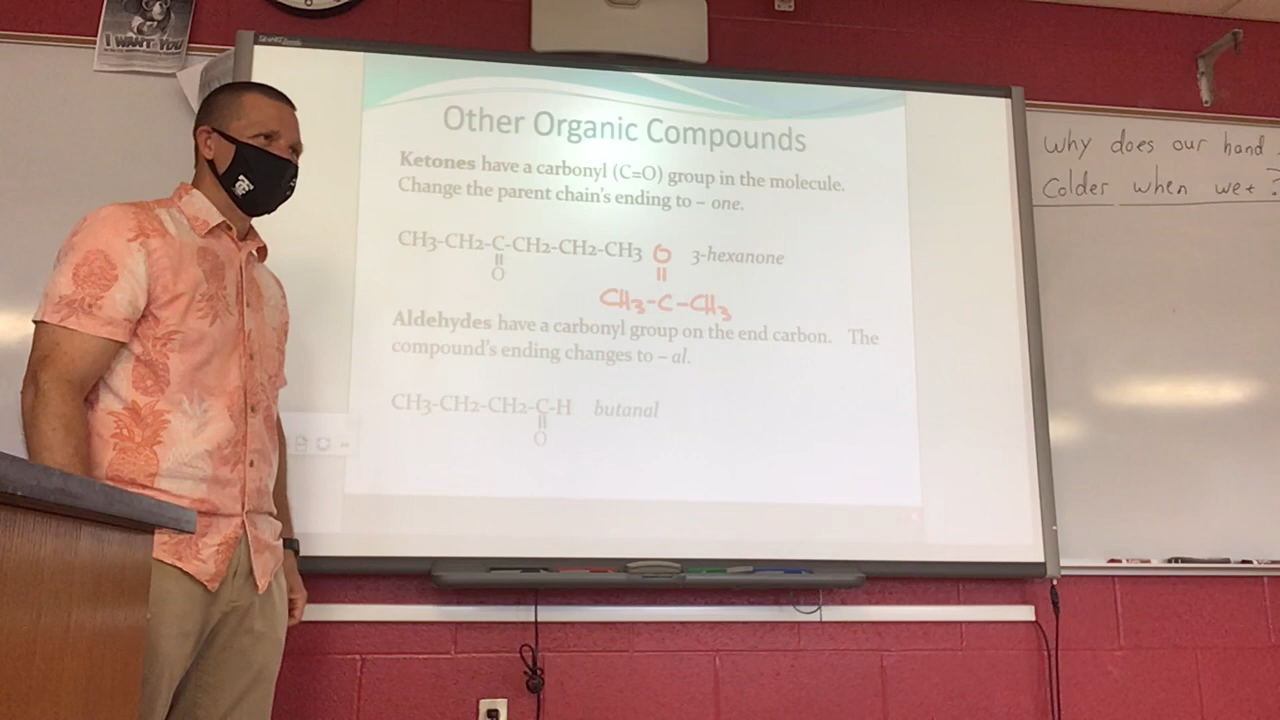 I WANT YOU
Other Organic Compounds
Ketones have a carbonyl (C=O) group in the molecule.
Change the parent chain's ending to – one.
CH3-CH2-C-CH2-CH2-CH3 3-hexanone
=
O
O
=
CH3-C-CH3
Aldehydes have a carbonyl group on the end carbon. The
compound's ending changes to – al.
CH3-CH2-CH2-C-H butanal
=
O
Why does our hand
Colder when wet ?